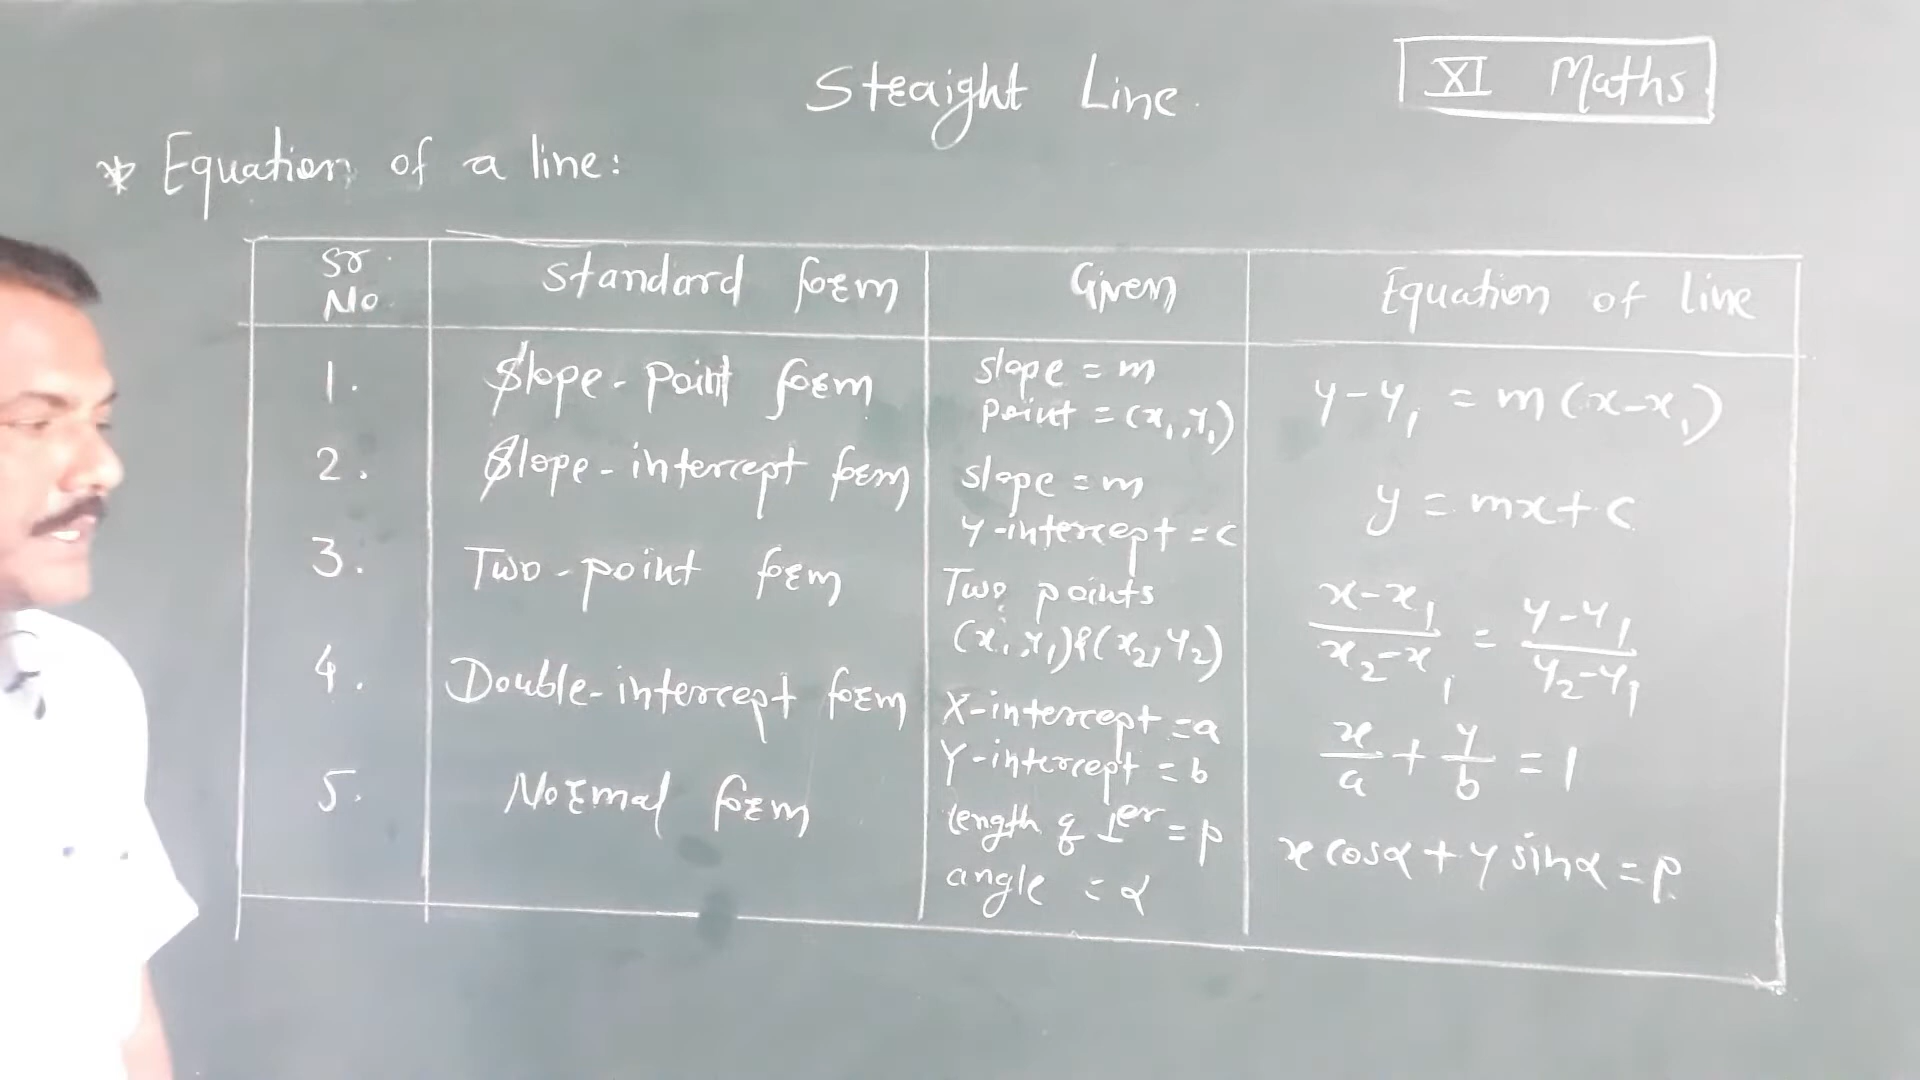 Straight Line
XI Maths
* Equation of a line:
Sr. No. Standard form Given Equation of line
1. Slope-point form slope = m point = (x₁, y₁) y-y₁ = m(x-x₁)
2. Slope-intercept form slope = m Y-intercept = c y = mx+c
3. Two-point form Two points (x₁, y₁) & (x₂, y₂) x-x₁/x₂-x₁ = y-y₁/y₂-y₁
4. Double-intercept form X-intercept = a Y-intercept = b x/a + y/b = 1
5. Normal form length of ⊥er = p angle = α x cosα + y sinα = p